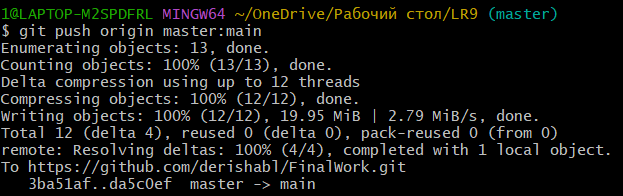 1@LAPTOP-M2SPDFRL MINGW64 ~/OneDrive/Рабочий стол/LR9 (master)
$ git push origin master:main
Enumerating objects: 13, done.
Counting objects: 100% (13/13), done.
Delta compression using up to 12 threads
Compressing objects: 100% (12/12), done.
Writing objects: 100% (12/12), 19.95 MiB | 2.79 MiB/s, done.
Total 12 (delta 4), reused 0 (delta 0), pack-reused 0 (from 0)
remote: Resolving deltas: 100% (4/4), completed with 1 local object.
To https://github.com/derishabl/FinalWork.git
   3ba51af..da5c0ef  master -> main